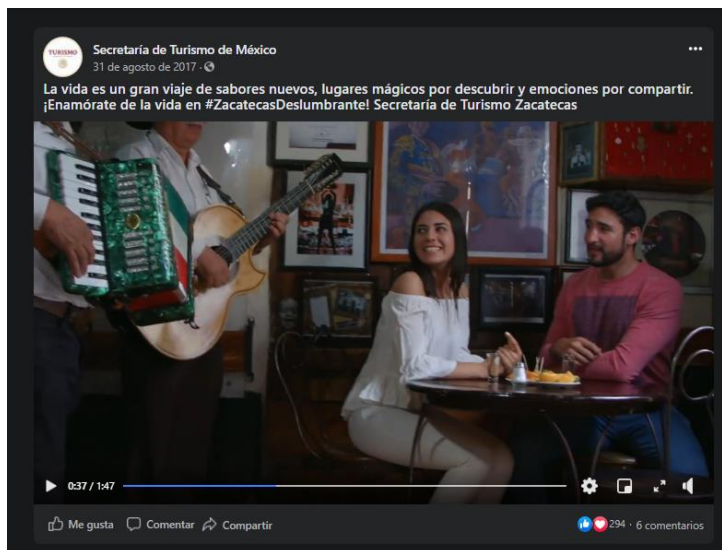 TURISMO
Secretaría de Turismo de México
31 de agosto de 2017 ·
La vida es un gran viaje de sabores nuevos, lugares mágicos por descubrir y emociones por compartir.
¡Enamórate de la vida en #ZacatecasDeslumbrante! Secretaría de Turismo Zacatecas
0:37 / 1:47
Me gusta Comentar Compartir 294 · 6 comentarios